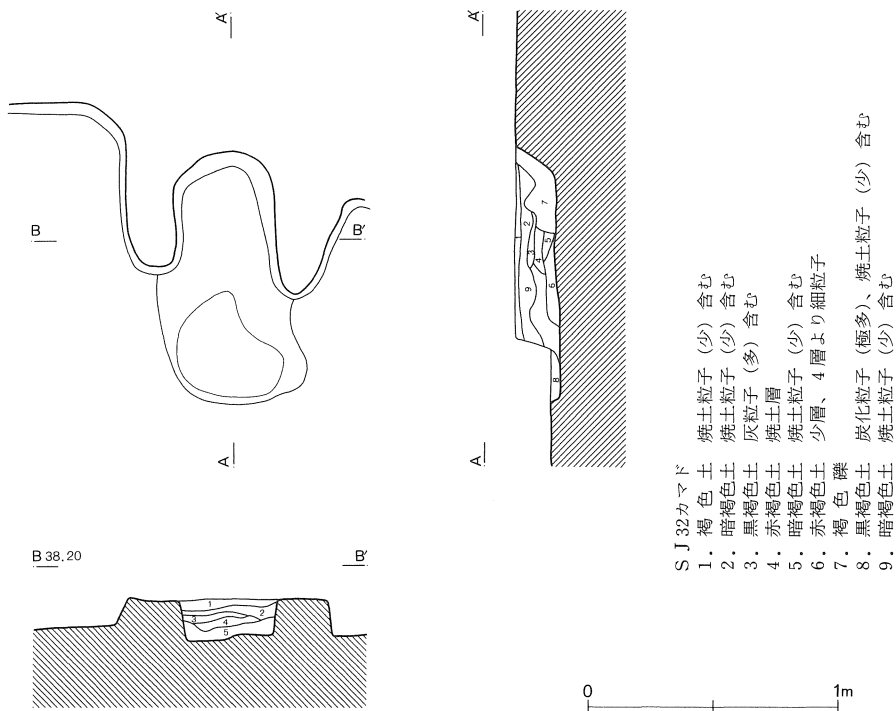 A'
A'
B
B'
A
A
B 38.20
B'
1
2
3
4
5
2
7
3
4
5
9
6
8
SJ32カマド
1. 褐色土 焼土粒子(少)含む
2. 暗褐色土 焼土粒子(少)含む
3. 黒褐色土 灰粒子(多)含む
4. 赤褐色土 焼土層
5. 暗褐色土 焼土粒子(少)含む
6. 赤褐色土 少層、4層より細粒子
7. 褐色礫
8. 黒褐色土 炭化粒子(極多)、焼土粒子(少)含む
9. 暗褐色土 焼土粒子(少)含む
0 1m